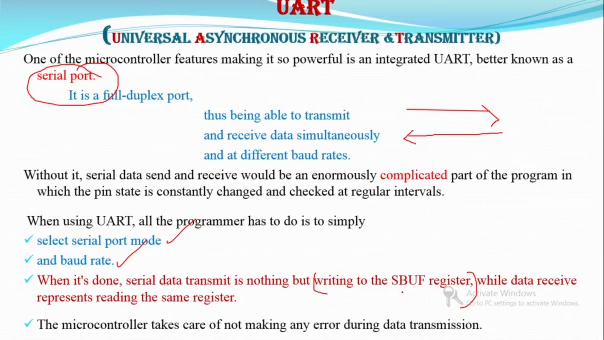 UART
(UNIVERSAL ASYNCHRONOUS RECEIVER &TRANSMITTER)
One of the microcontroller features making it so powerful is an integrated UART, better known as a
serial port.
It is a full-duplex port,
thus being able to transmit
and receive data simultaneously
and at different baud rates.
Without it, serial data send and receive would be an enormously complicated part of the program in
which the pin state is constantly changed and checked at regular intervals.
When using UART, all the programmer has to do is to simply
✓ select serial port mode
✓ and baud rate.
✓ When it's done, serial data transmit is nothing but writing to the SBUF register, while data receive
represents reading the same register.
Activate Windows
Go to PC settings to activate Windows.
✓ The microcontroller takes care of not making any error during data transmission.